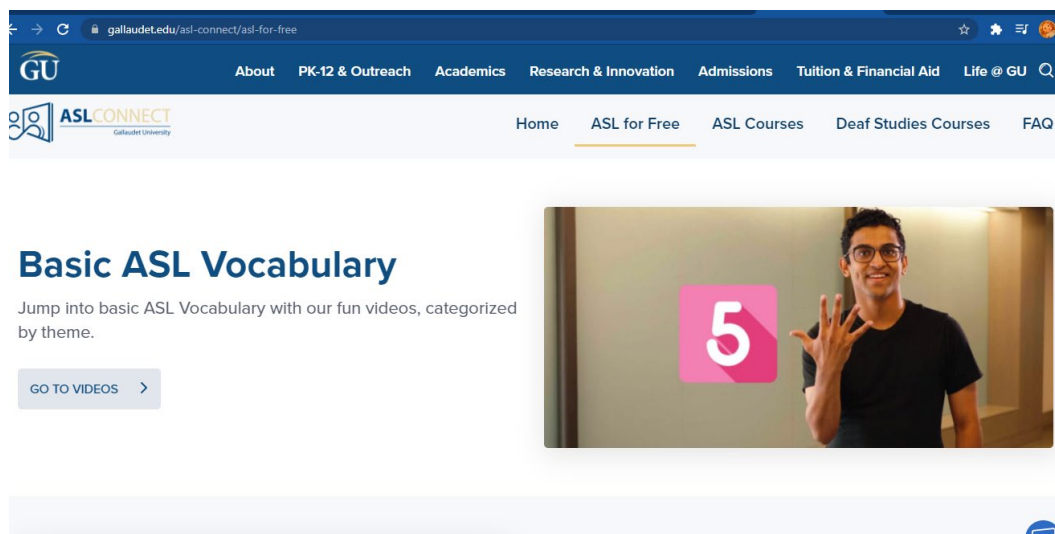 gallaudet.edu/asl-connect/asl-for-free
GU
About PK-12 & Outreach Academics Research & Innovation Admissions Tuition & Financial Aid Life @ GU
ASLCONNECT
Gallaudet University
Home ASL for Free ASL Courses Deaf Studies Courses FAQ
Basic ASL Vocabulary
Jump into basic ASL Vocabulary with our fun videos, categorized
by theme.
GO TO VIDEOS
5